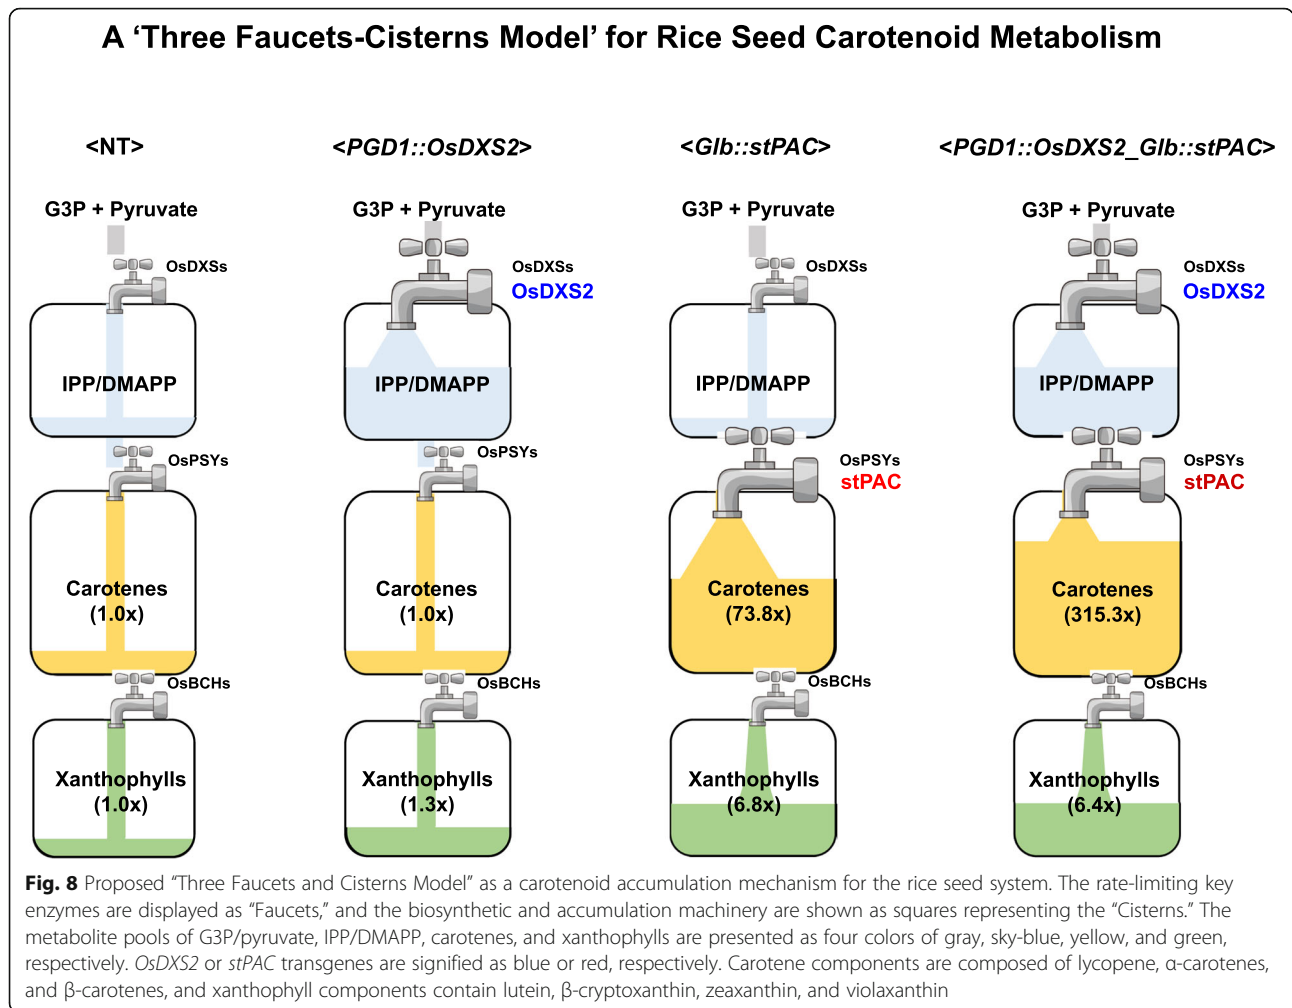 A ‘Three Faucets-Cisterns Model’ for Rice Seed Carotenoid Metabolism
<NT>
<PGD1::OsDXS2>
<Glb::stPAC>
<PGD1::OsDXS2_Glb::stPAC>
G3P + Pyruvate
G3P + Pyruvate
G3P + Pyruvate
G3P + Pyruvate
OsDXSs
OsDXSs
OsDXS2
OsDXSs
OsDXSs
OsDXS2
IPP/DMAPP
IPP/DMAPP
IPP/DMAPP
IPP/DMAPP
OsPSYs
OsPSYs
OsPSYs
stPAC
OsPSYs
stPAC
Carotenes
(1.0x)
Carotenes
(1.0x)
Carotenes
(73.8x)
Carotenes
(315.3x)
OsBCHs
OsBCHs
OsBCHs
OsBCHs
Xanthophylls
(1.0x)
Xanthophylls
(1.3x)
Xanthophylls
(6.8x)
Xanthophylls
(6.4x)
Fig. 8 Proposed “Three Faucets and Cisterns Model” as a carotenoid accumulation mechanism for the rice seed system. The rate-limiting key
enzymes are displayed as “Faucets,” and the biosynthetic and accumulation machinery are shown as squares representing the “Cisterns.” The
metabolite pools of G3P/pyruvate, IPP/DMAPP, carotenes, and xanthophylls are presented as four colors of gray, sky-blue, yellow, and green,
respectively. OsDXS2 or stPAC transgenes are signified as blue or red, respectively. Carotene components are composed of lycopene, α-carotenes,
and β-carotenes, and xanthophyll components contain lutein, β-cryptoxanthin, zeaxanthin, and violaxanthin